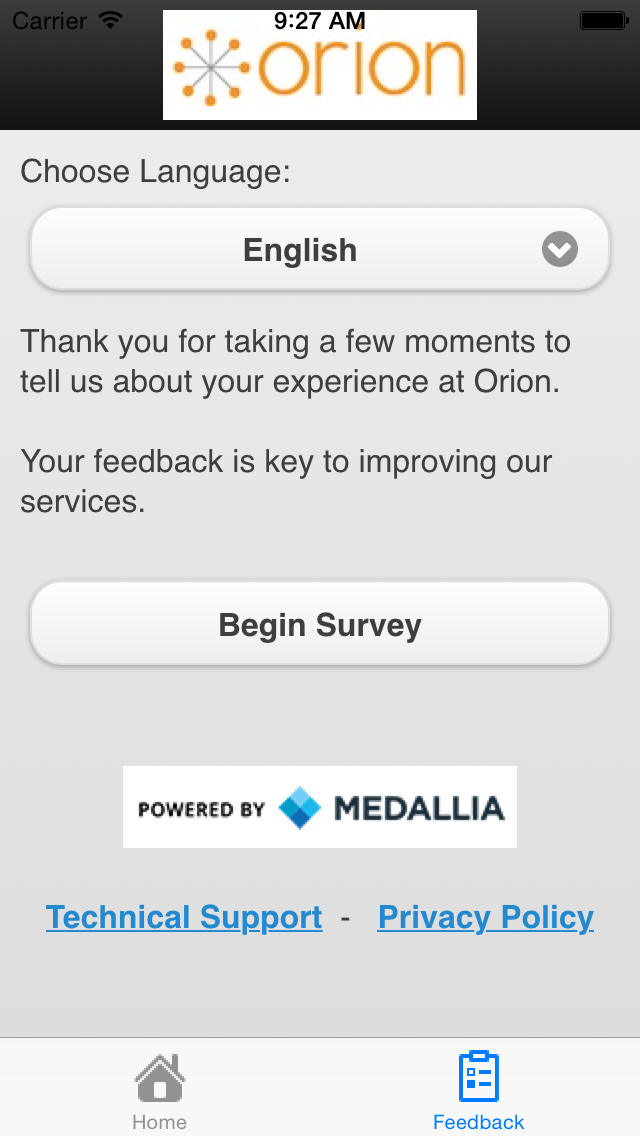 Carrier 9:27 AM
orion
Choose Language:
English
Thank you for taking a few moments to
tell us about your experience at Orion.
Your feedback is key to improving our
services.
Begin Survey
POWERED BY MEDALLIA
Technical Support - Privacy Policy
Home Feedback